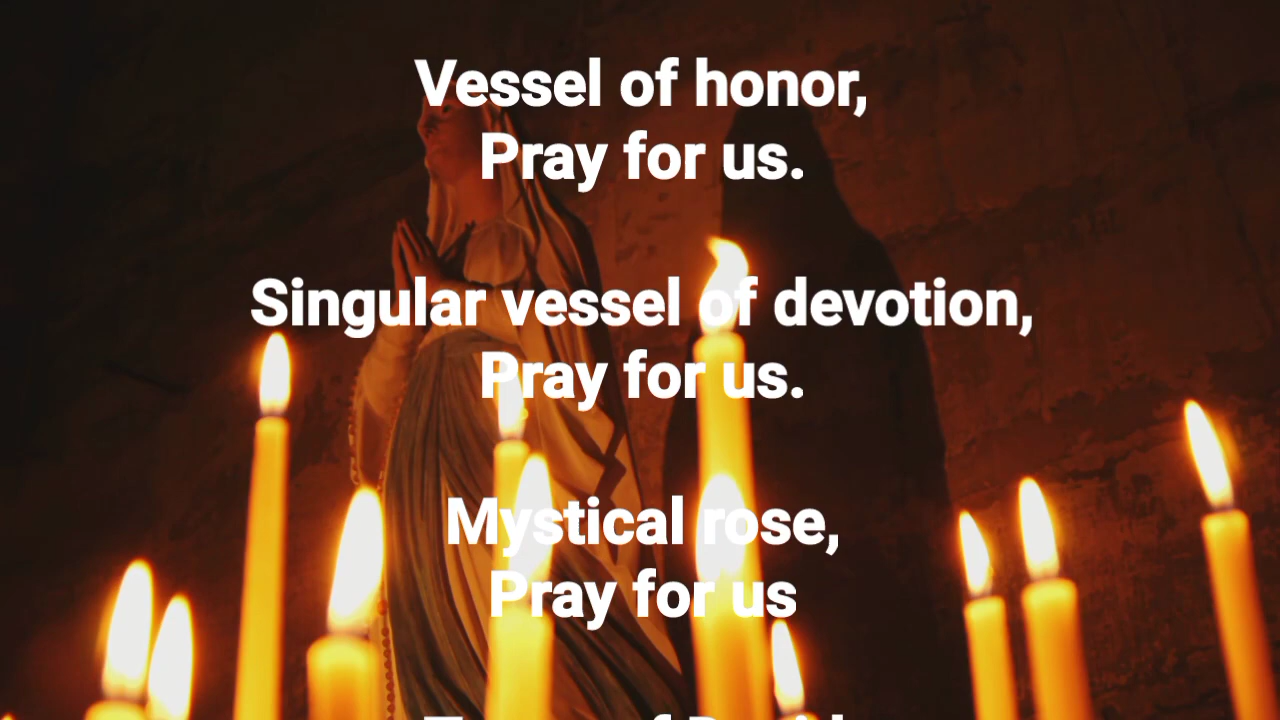 Vessel of honor,
Pray for us.
Singular vessel of devotion,
Pray for us.
Mystical rose,
Pray for us